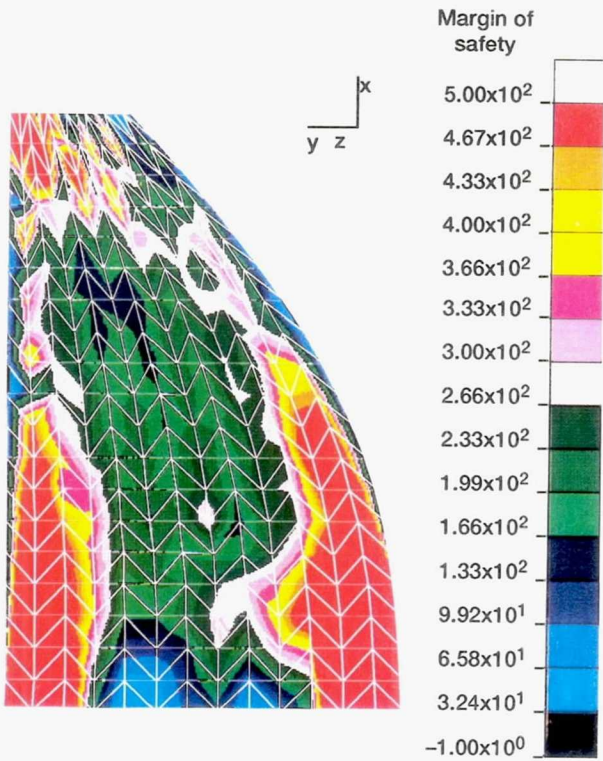 Margin of
safety
5.00x10²
4.67x10²
4.33x10²
4.00x10²
3.66x10²
3.33x10²
3.00x10²
2.66x10²
2.33x10²
1.99x10²
1.66x10²
1.33x10²
9.92x10¹
6.58x10¹
3.24x10¹
−1.00x10⁰
x
y z